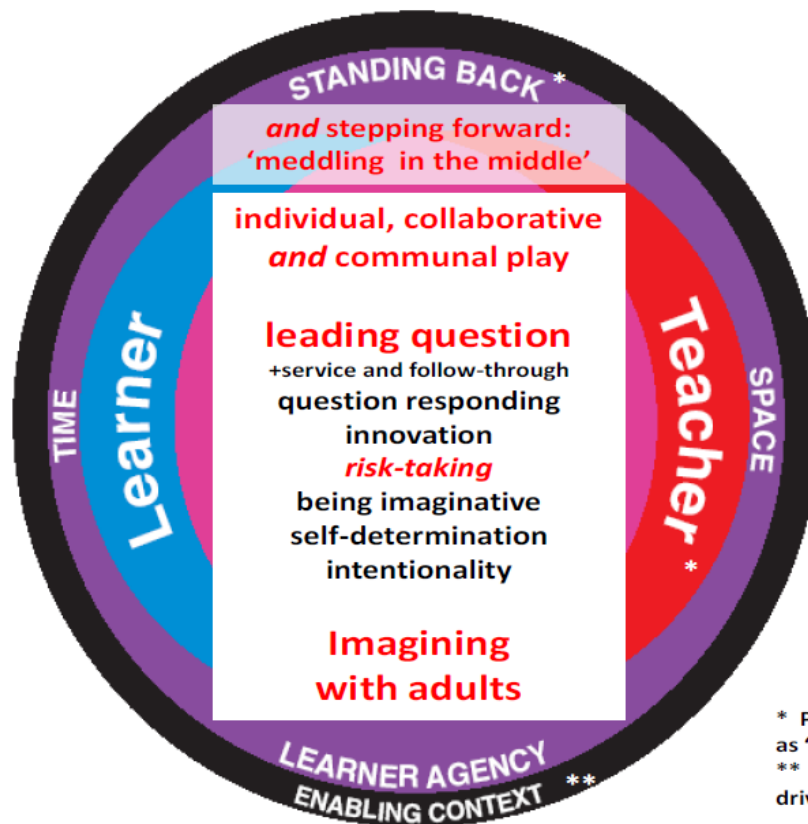 STANDING BACK *
and stepping forward:
‘meddling in the middle’
individual, collaborative
and communal play
leading question
+service and follow-through
question responding
innovation
risk-taking
being imaginative
self-determination
intentionality
Imagining
with adults
TIME
Learner
Teacher *
SPACE
LEARNER AGENCY
ENABLING CONTEXT **
*
as
**
driv